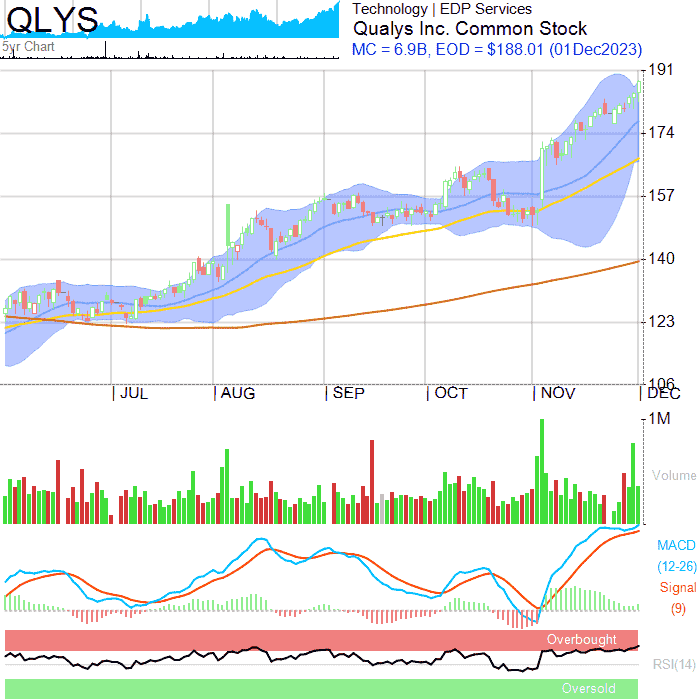 QLYS
5yr Chart
Technology | EDP Services
Qualys Inc. Common Stock
MC = 6.9B, EOD = $188.01 (01Dec2023)
191
174
157
140
123
106
JUL AUG SEP OCT NOV DEC
1M
Volume
MACD
(12-26)
Signal
(9)
Overbought
RSI(14)
Oversold